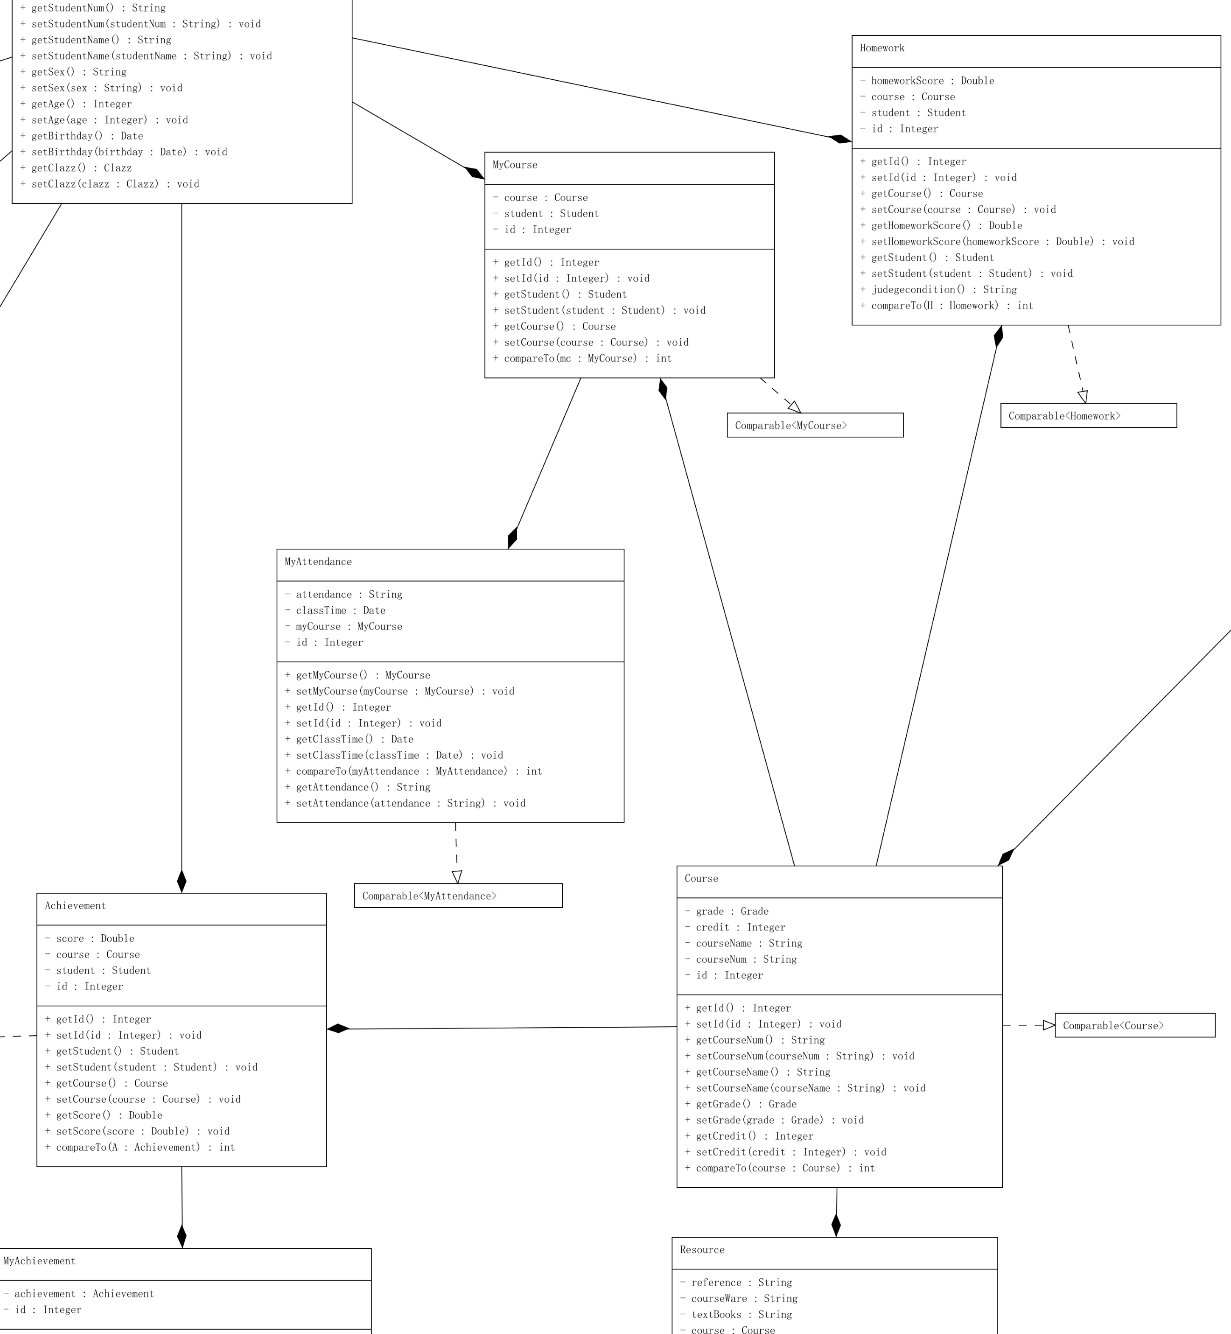 + getStudentNum() : String
+ setStudentNum(studentNum : String) : void
+ getStudentName() : String
+ setStudentName(studentName : String) : void
+ getSex() : String
+ setSex(sex : String) : void
+ getAge() : Integer
+ setAge(age : Integer) : void
+ getBirthday() : Date
+ setBirthday(birthday : Date) : void
+ getClazz() : Clazz
+ setClazz(clazz : Clazz) : void
Homework
- homeworkScore : Double
- course : Course
- student : Student
- id : Integer
+ getId() : Integer
+ setId(id : Integer) : void
+ getCourse() : Course
+ setCourse(course : Course) : void
+ getHomeworkScore() : Double
+ setHomeworkScore(homeworkScore : Double) : void
+ getStudent() : Student
+ setStudent(student : Student) : void
+ judegecondition() : String
+ compareTo(H : Homework) : int
MyCourse
- course : Course
- student : Student
- id : Integer
+ getId() : Integer
+ setId(id : Integer) : void
+ getStudent() : Student
+ setStudent(student : Student) : void
+ getCourse() : Course
+ setCourse(course : Course) : void
+ compareTo(mc : MyCourse) : int
Comparable<MyCourse>
Comparable<Homework>
MyAttendance
- attendance : String
- classTime : Date
- myCourse : MyCourse
- id : Integer
+ getMyCourse() : MyCourse
+ setMyCourse(myCourse : MyCourse) : void
+ getId() : Integer
+ setId(id : Integer) : void
+ getClassTime() : Date
+ setClassTime(classTime : Date) : void
+ compareTo(myAttendance : MyAttendance) : int
+ getAttendance() : String
+ setAttendance(attendance : String) : void
Comparable<MyAttendance>
Achievement
- score : Double
- course : Course
- student : Student
- id : Integer
+ getId() : Integer
+ setId(id : Integer) : void
+ getStudent() : Student
+ setStudent(student : Student) : void
+ getCourse() : Course
+ setCourse(course : Course) : void
+ getScore() : Double
+ setScore(score : Double) : void
+ compareTo(A : Achievement) : int
Course
- grade : Grade
- credit : Integer
- courseName : String
- courseNum : String
- id : Integer
+ getId() : Integer
+ setId(id : Integer) : void
+ getCourseNum() : String
+ setCourseNum(courseNum : String) : void
+ getCourseName() : String
+ setCourseName(courseName : String) : void
+ getGrade() : Grade
+ setGrade(grade : Grade) : void
+ getCredit() : Integer
+ setCredit(credit : Integer) : void
+ compareTo(course : Course) : int
Comparable<Course>
MyAchievement
- achievement : Achievement
- id : Integer
Resource
- reference : String
- courseWare : String
- textBooks : String
- course : Course